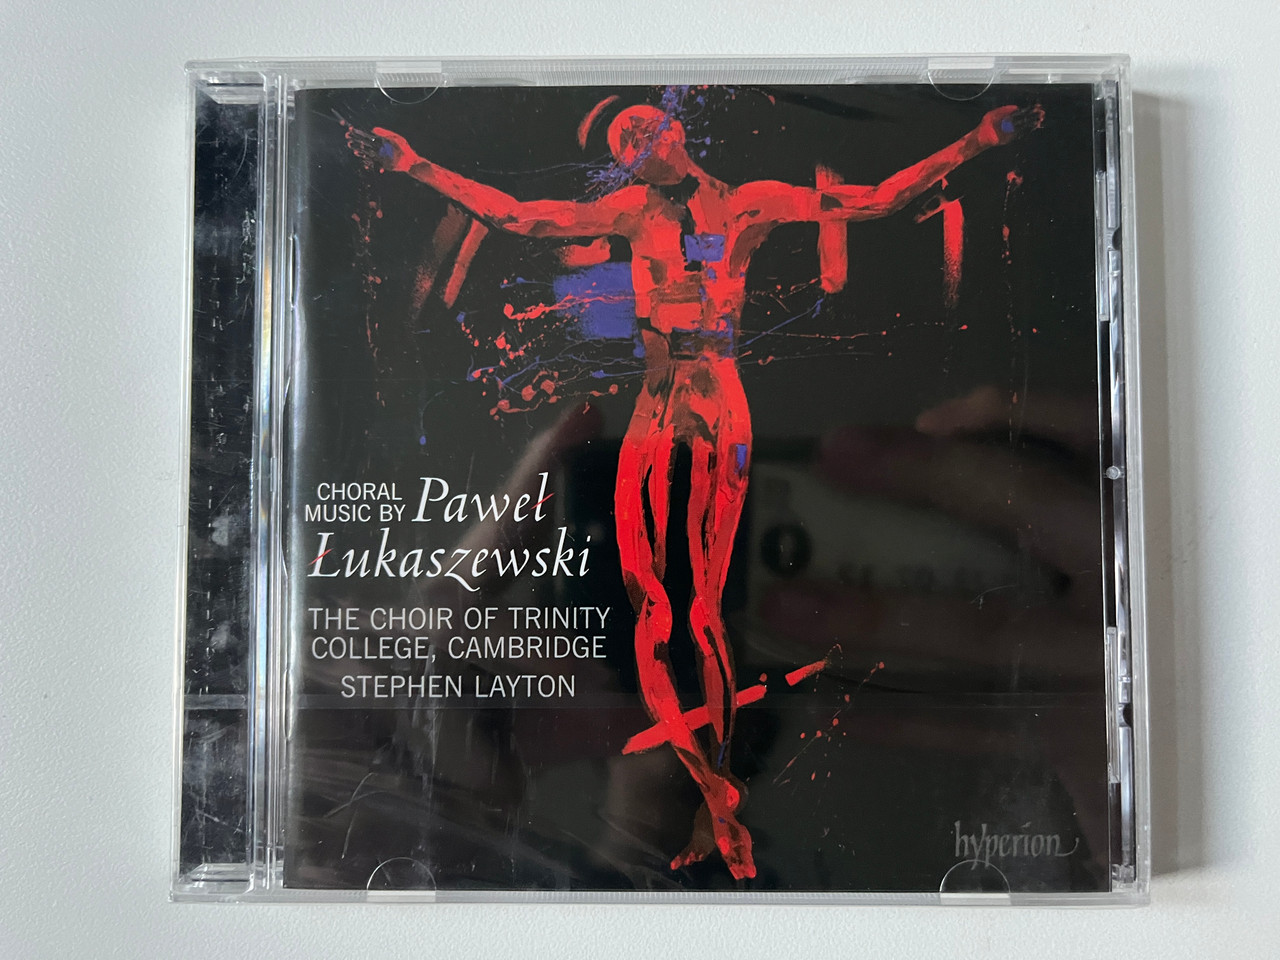 CHORAL
MUSIC BY Paweł
Łukaszewski
THE CHOIR OF TRINITY
COLLEGE, CAMBRIDGE
STEPHEN LAYTON
hyperion